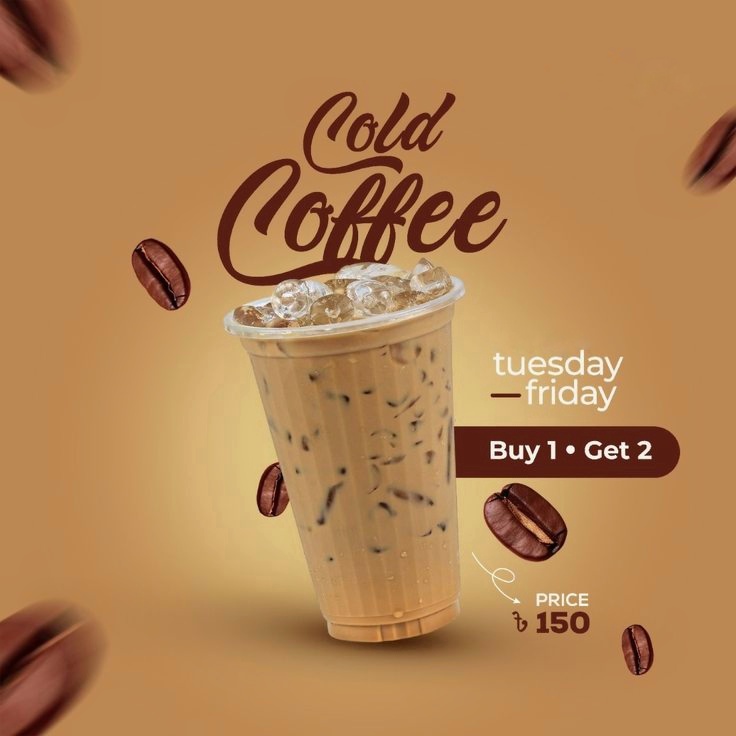 Cold
Coffee
tuesday
—friday
Buy 1 • Get 2
PRICE
৳ 150